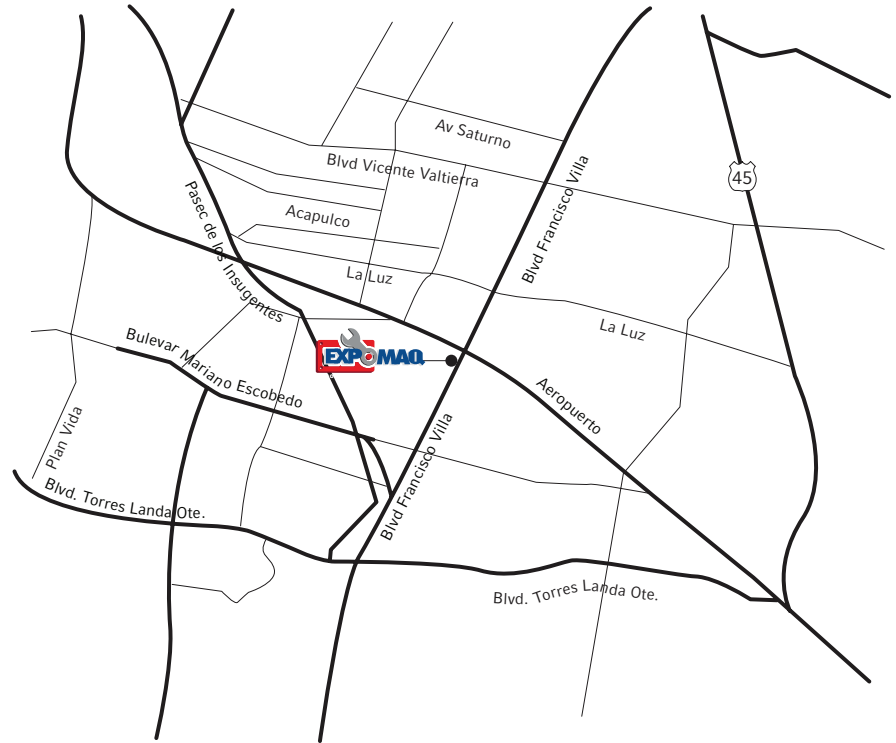 Av Saturno
Blvd Vicente Valtierra
45
Pasec de los Insugentes
Acapulco
Blvd Francisco Villa
La Luz
La Luz
Bulevar Mariano Escobedo
EXPOMAQ
Aeropuerto
Plan Vida
Blvd Francisco Villa
Blvd. Torres Landa Ote.
Blvd. Torres Landa Ote.